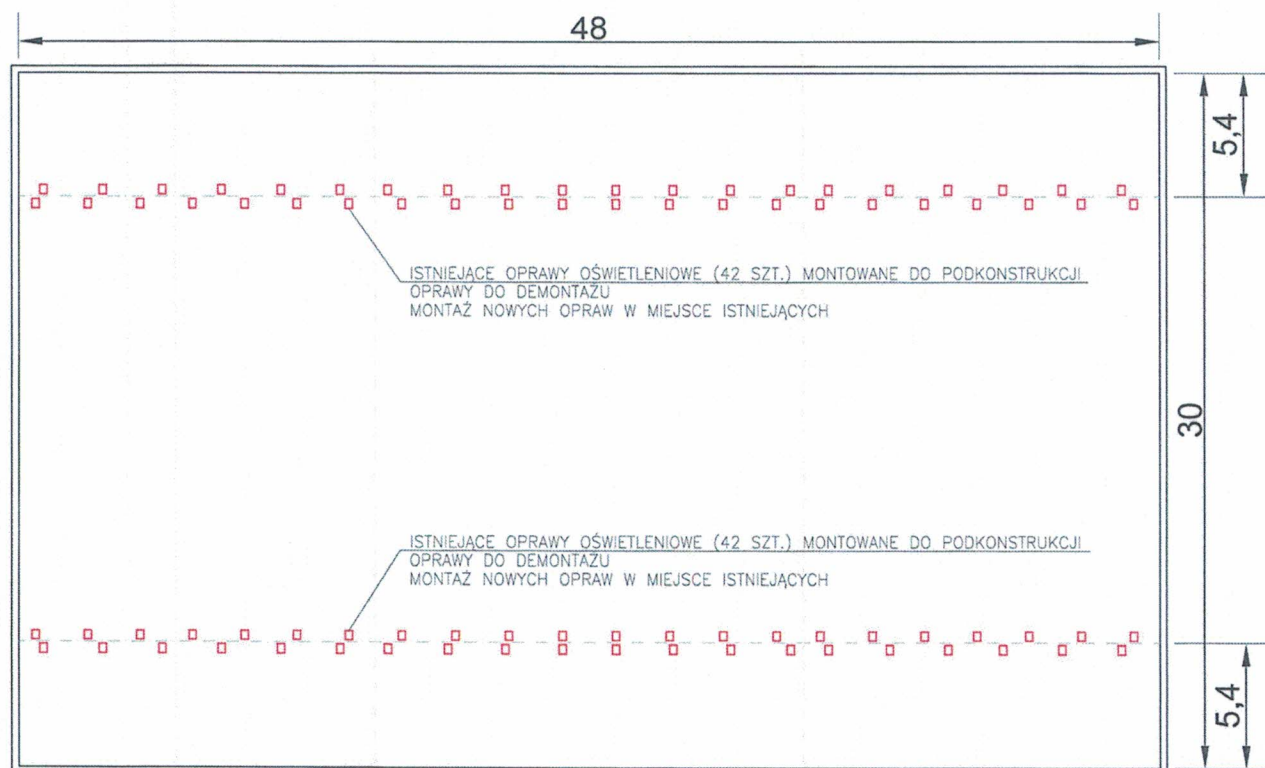 48
5,4
ISTNIEJĄCE OPRAWY OŚWIETLENIOWE (42 SZT.) MONTOWANE DO PODKONSTRUKCJI
OPRAWY DO DEMONTAŻU
MONTAŻ NOWYCH OPRAW W MIEJSCE ISTNIEJĄCYCH
30
ISTNIEJĄCE OPRAWY OŚWIETLENIOWE (42 SZT.) MONTOWANE DO PODKONSTRUKCJI
OPRAWY DO DEMONTAŻU
MONTAŻ NOWYCH OPRAW W MIEJSCE ISTNIEJĄCYCH
5,4